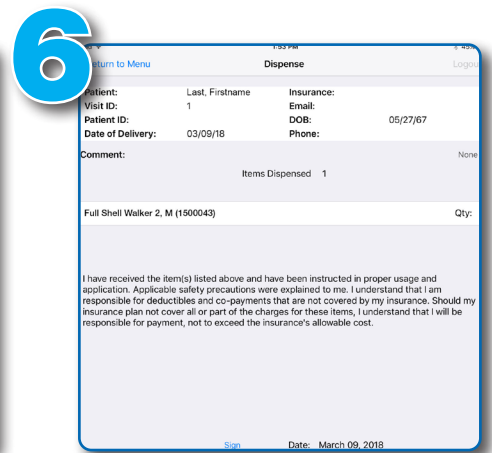 6
1:53 PM
45%
Return to Menu Dispense Logou
Patient: Last, Firstname Insurance:
Visit ID: 1 Email:
Patient ID: DOB: 05/27/67
Date of Delivery: 03/09/18 Phone:
Comment: None
Items Dispensed 1
Full Shell Walker 2, M (1500043) Qty:
I have received the item(s) listed above and have been instructed in proper usage and
application. Applicable safety precautions were explained to me. I understand that I am
responsible for deductibles and co-payments that are not covered by my insurance. Should my
insurance plan not cover all or part of the charges for these items, I understand that I will be
responsible for payment, not to exceed the insurance's allowable cost.
Sign Date: March 09, 2018